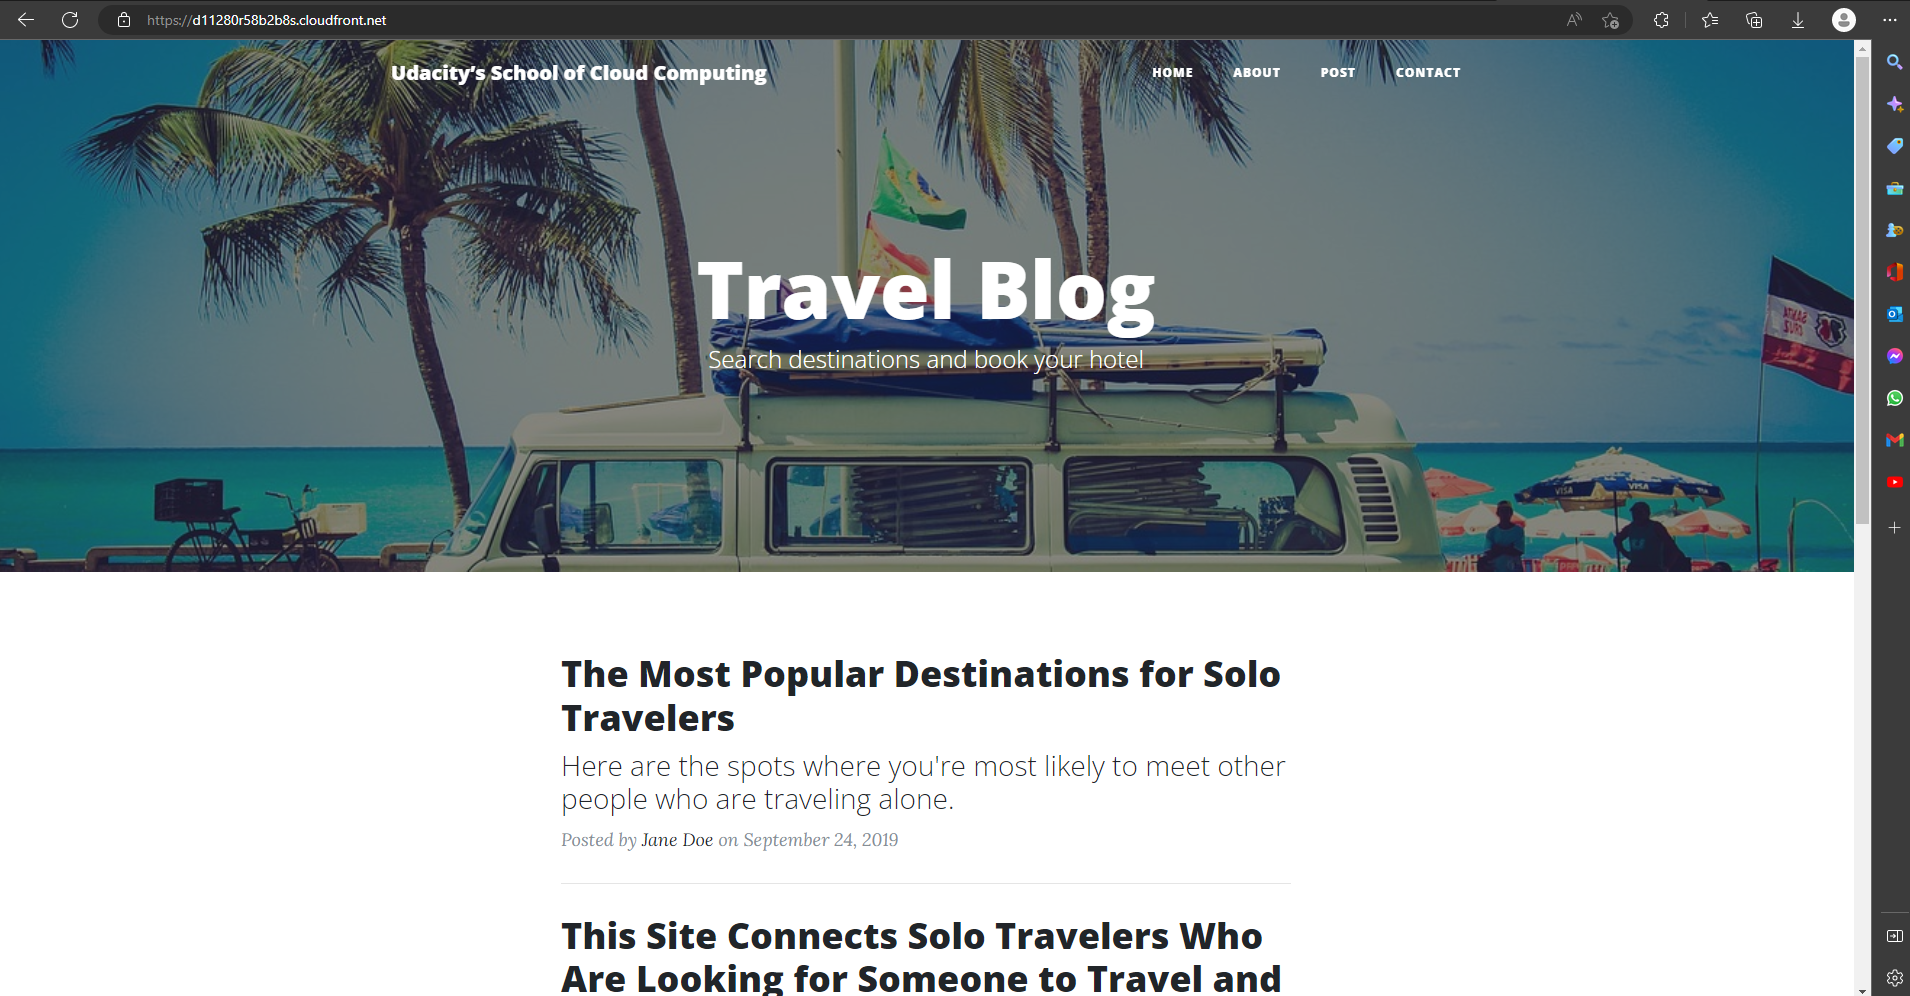 https://d11280r58b2b8s.cloudfront.net
Udacity’s School of Cloud Computing
HOME ABOUT POST CONTACT
Travel Blog
Search destinations and book your hotel
VISA VISA
The Most Popular Destinations for Solo
Travelers
Here are the spots where you're most likely to meet other
people who are traveling alone.
Posted by Jane Doe on September 24, 2019
This Site Connects Solo Travelers Who
Are Looking for Someone to Travel and